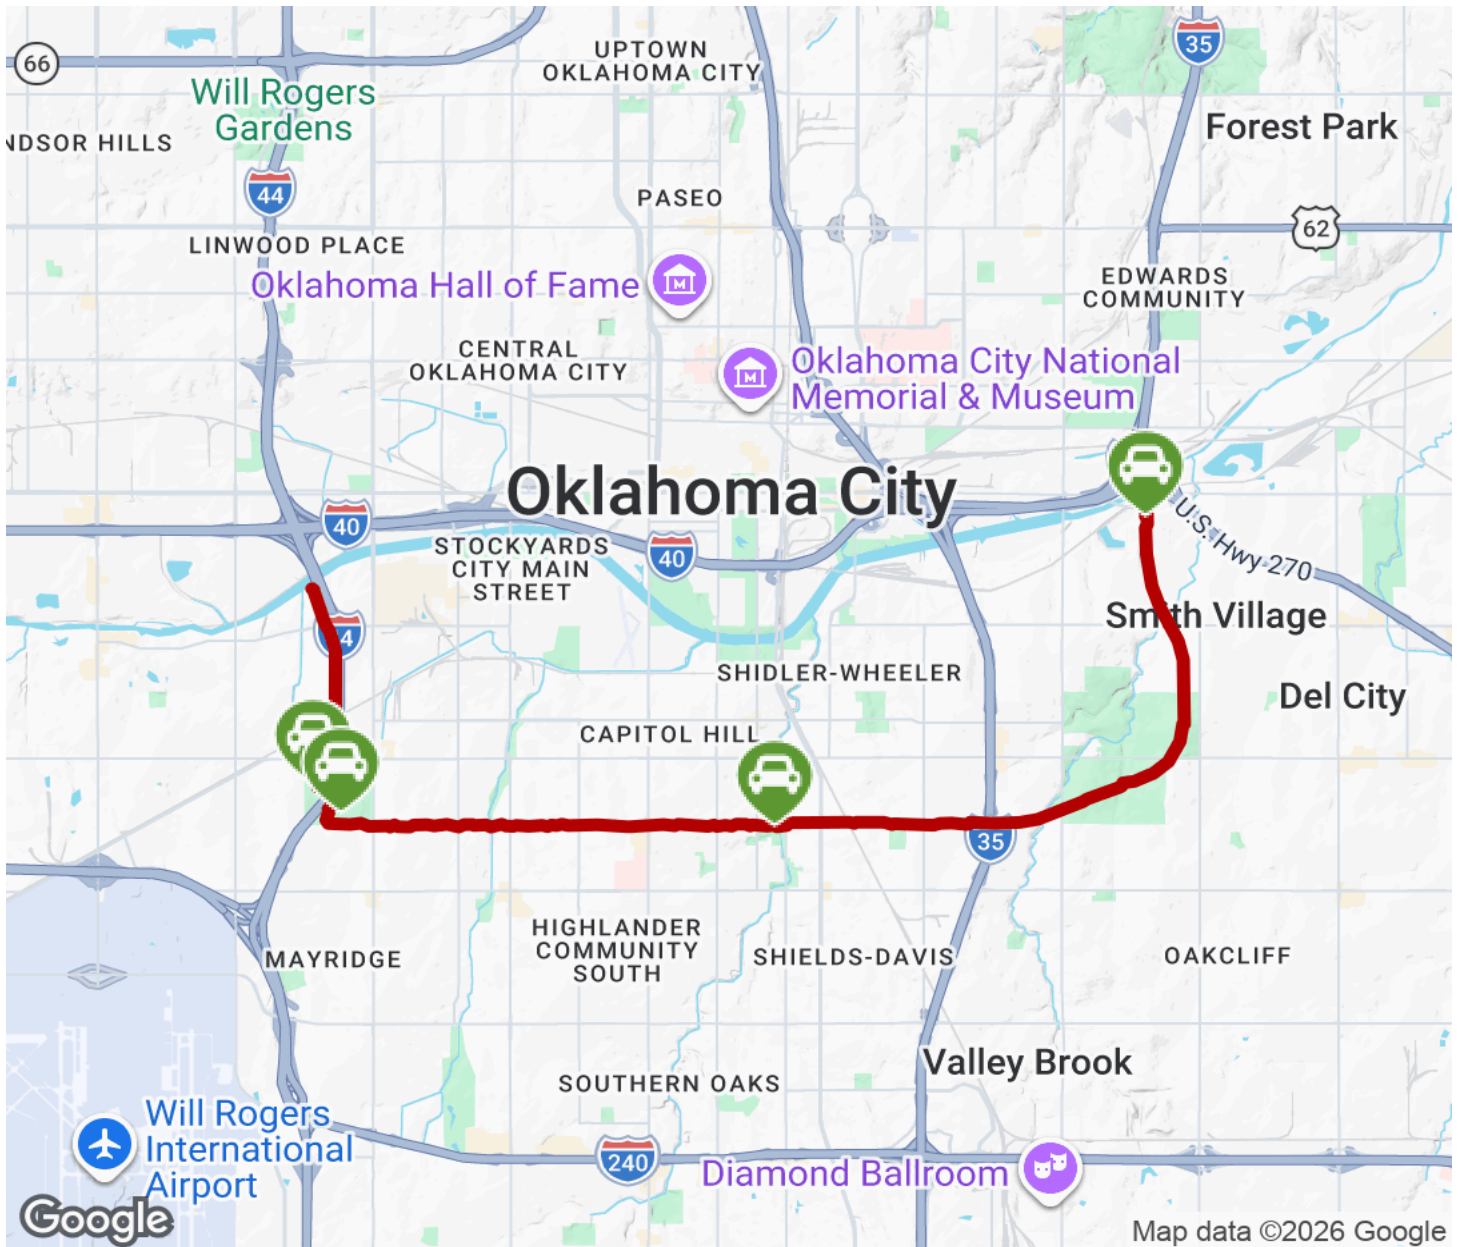 UPTOWN
OKLAHOMA CITY
35
66
Will Rogers
Gardens
Forest Park
NDSOR HILLS
44
PASEO
62
LINWOOD PLACE
Oklahoma Hall of Fame
EDWARDS
COMMUNITY
CENTRAL
OKLAHOMA CITY
Oklahoma City National
Memorial & Museum
Oklahoma City
U.S. Hwy 270
40
STOCKYARDS
CITY MAIN
STREET
40
Smith Village
4
SHIDLER-WHEELER
Del City
CAPITOL HILL
35
HIGHLANDER
COMMUNITY
SOUTH
MAYRIDGE
SHIELDS-DAVIS
OAKCLIFF
Valley Brook
SOUTHERN OAKS
Will Rogers
International
Airport
240
Diamond Ballroom
Google
Map data ©2026 Google